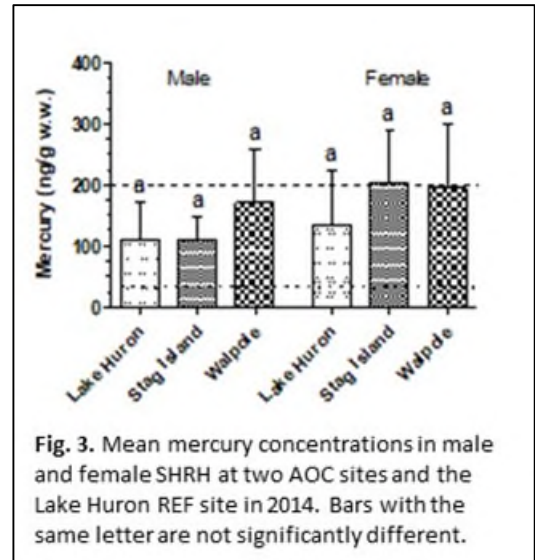 400
300
200
100
0
Mercury (ng/g w.w.)
Male
Female
a
a
a
a
a
a
Lake Huron
Stag Island
Walpole
Lake Huron
Stag Island
Walpole
Fig. 3. Mean mercury concentrations in male
and female SHRH at two AOC sites and the
Lake Huron REF site in 2014. Bars with the
same letter are not significantly different.